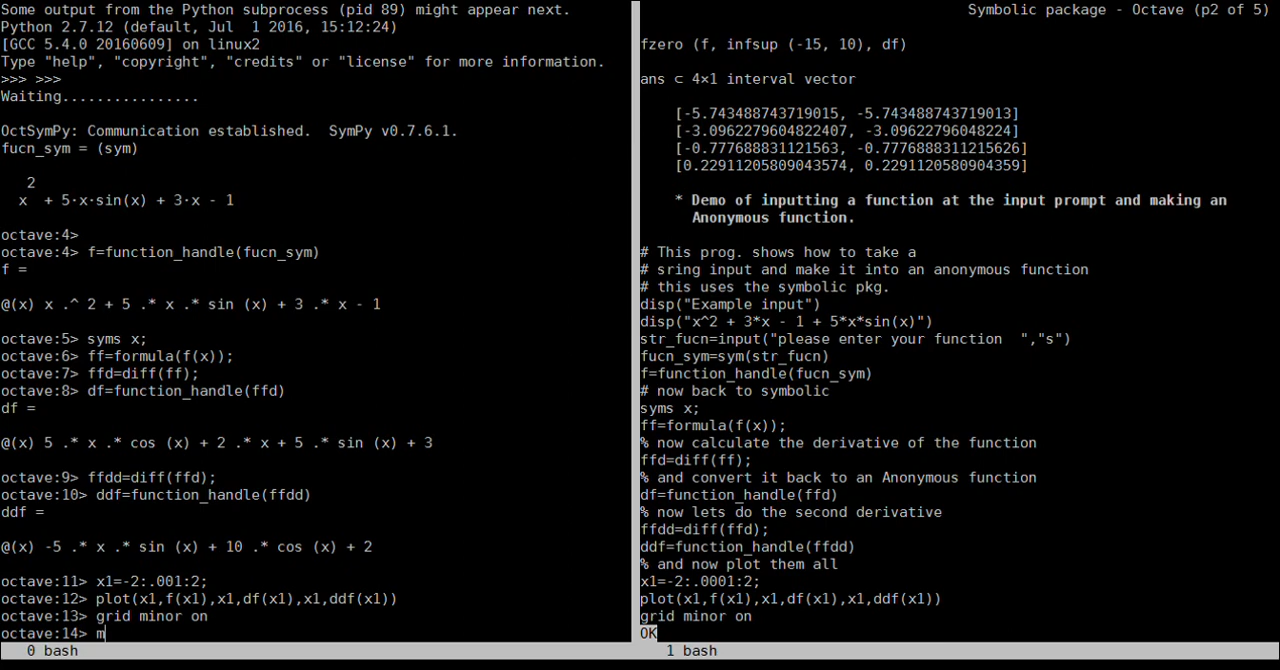 Some output from the Python subprocess (pid 89) might appear next.
Python 2.7.12 (default, Jul  1 2016, 15:12:24)
[GCC 5.4.0 20160609] on linux2
Type "help", "copyright", "credits" or "license" for more information.
>>> >>>
Waiting................
OctSymPy: Communication established.  SymPy v0.7.6.1.
fucn_sym = (sym)
2
x  + 5·x·sin(x) + 3·x - 1
octave:4>
octave:4> f=function_handle(fucn_sym)
f =
@(x) x .^ 2 + 5 .* x .* sin (x) + 3 .* x - 1
octave:5> syms x;
octave:6> ff=formula(f(x));
octave:7> ffd=diff(ff);
octave:8> df=function_handle(ffd)
df =
@(x) 5 .* x .* cos (x) + 2 .* x + 5 .* sin (x) + 3
octave:9> ffdd=diff(ffd);
octave:10> ddf=function_handle(ffdd)
ddf =
@(x) -5 .* x .* sin (x) + 10 .* cos (x) + 2
octave:11> x1=-2:.001:2;
octave:12> plot(x1,f(x1),x1,df(x1),x1,ddf(x1))
octave:13> grid minor on
octave:14> m
0 bash
Symbolic package - Octave (p2 of 5)
fzero (f, infsup (-15, 10), df)
ans ⊂ 4×1 interval vector
[-5.743488743719015, -5.743488743719013]
[-3.0962279604822407, -3.09622796048224]
[-0.777688831121563, -0.7776888311215626]
[0.22911205809043574, 0.2291120580904359]
* Demo of inputting a function at the input prompt and making an
Anonymous function.
# This prog. shows how to take a
# sring input and make it into an anonymous function
# this uses the symbolic pkg.
disp("Example input")
disp("x^2 + 3*x - 1 + 5*x*sin(x)")
str_fucn=input("please enter your function  ","s")
fucn_sym=sym(str_fucn)
f=function_handle(fucn_sym)
# now back to symbolic
syms x;
ff=formula(f(x));
% now calculate the derivative of the function
ffd=diff(ff);
% and convert it back to an Anonymous function
df=function_handle(ffd)
% now lets do the second derivative
ffdd=diff(ffd);
ddf=function_handle(ffdd)
% and now plot them all
x1=-2:.0001:2;
plot(x1,f(x1),x1,df(x1),x1,ddf(x1))
grid minor on
OK
1 bash